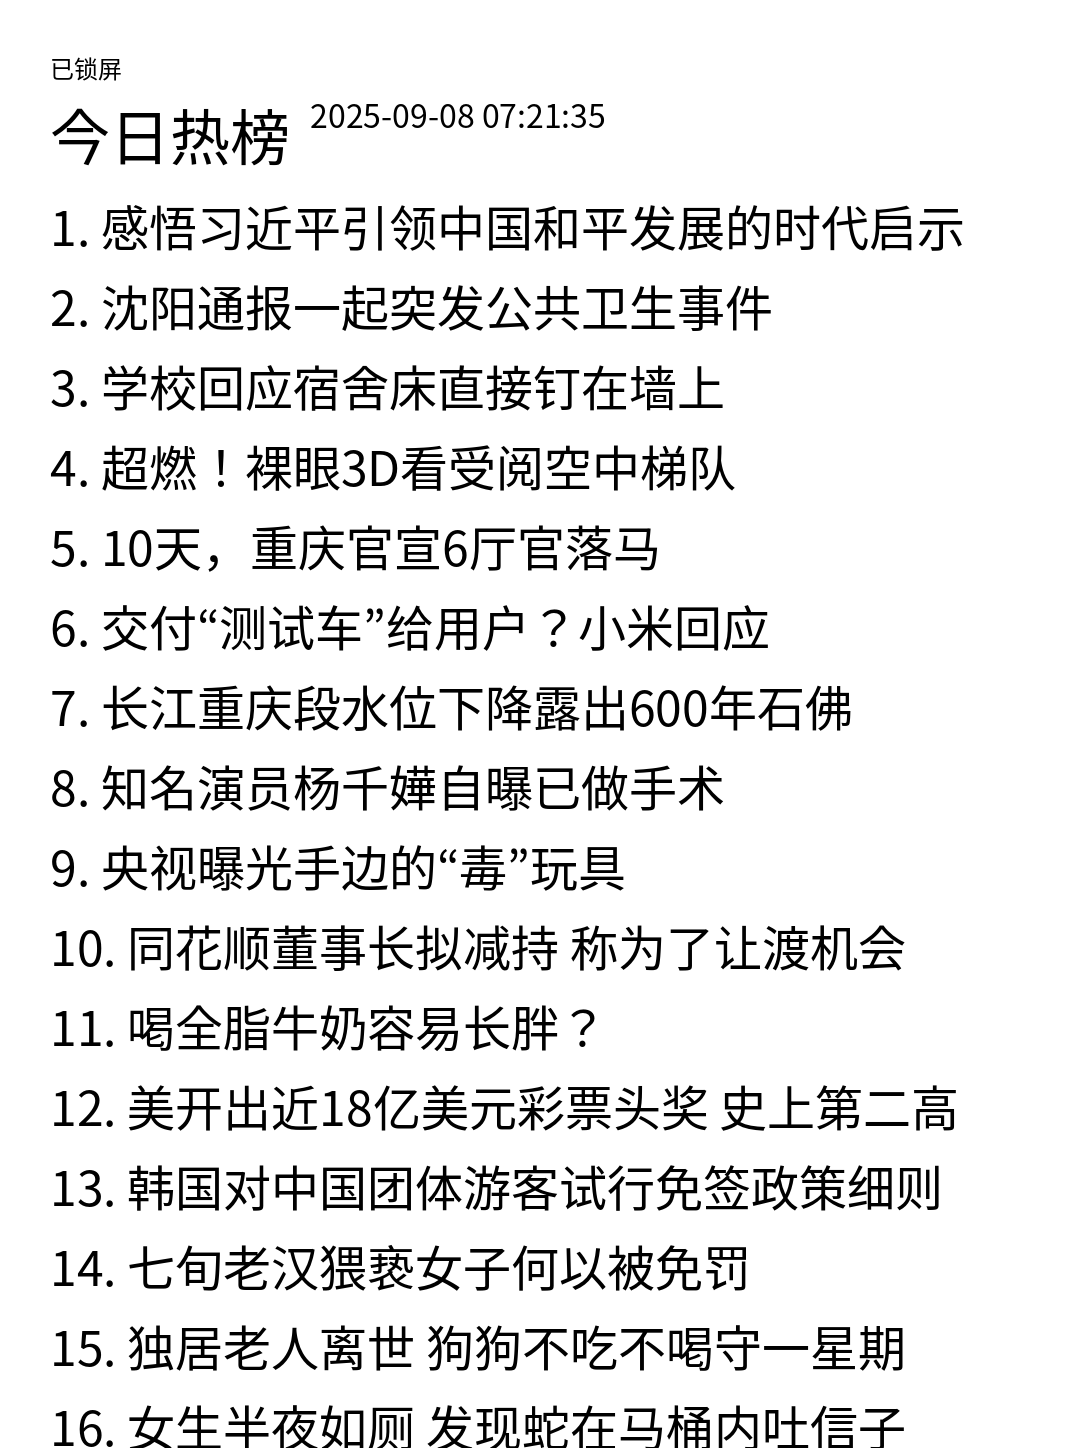 已锁屏
今日热榜 2025-09-08 07:21:35
1. 感悟习近平引领中国和平发展的时代启示
2. 沈阳通报一起突发公共卫生事件
3. 学校回应宿舍床直接钉在墙上
4. 超燃！裸眼3D看受阅空中梯队
5. 10天，重庆官宣6厅官落马
6. 交付“测试车”给用户？小米回应
7. 长江重庆段水位下降露出600年石佛
8. 知名演员杨千嬅自曝已做手术
9. 央视曝光手边的“毒”玩具
10. 同花顺董事长拟减持 称为了让渡机会
11. 喝全脂牛奶容易长胖？
12. 美开出近18亿美元彩票头奖 史上第二高
13. 韩国对中国团体游客试行免签政策细则
14. 七旬老汉猥亵女子何以被免罚
15. 独居老人离世 狗狗不吃不喝守一星期
16. 女生半夜如厕 发现蛇在马桶内吐信子